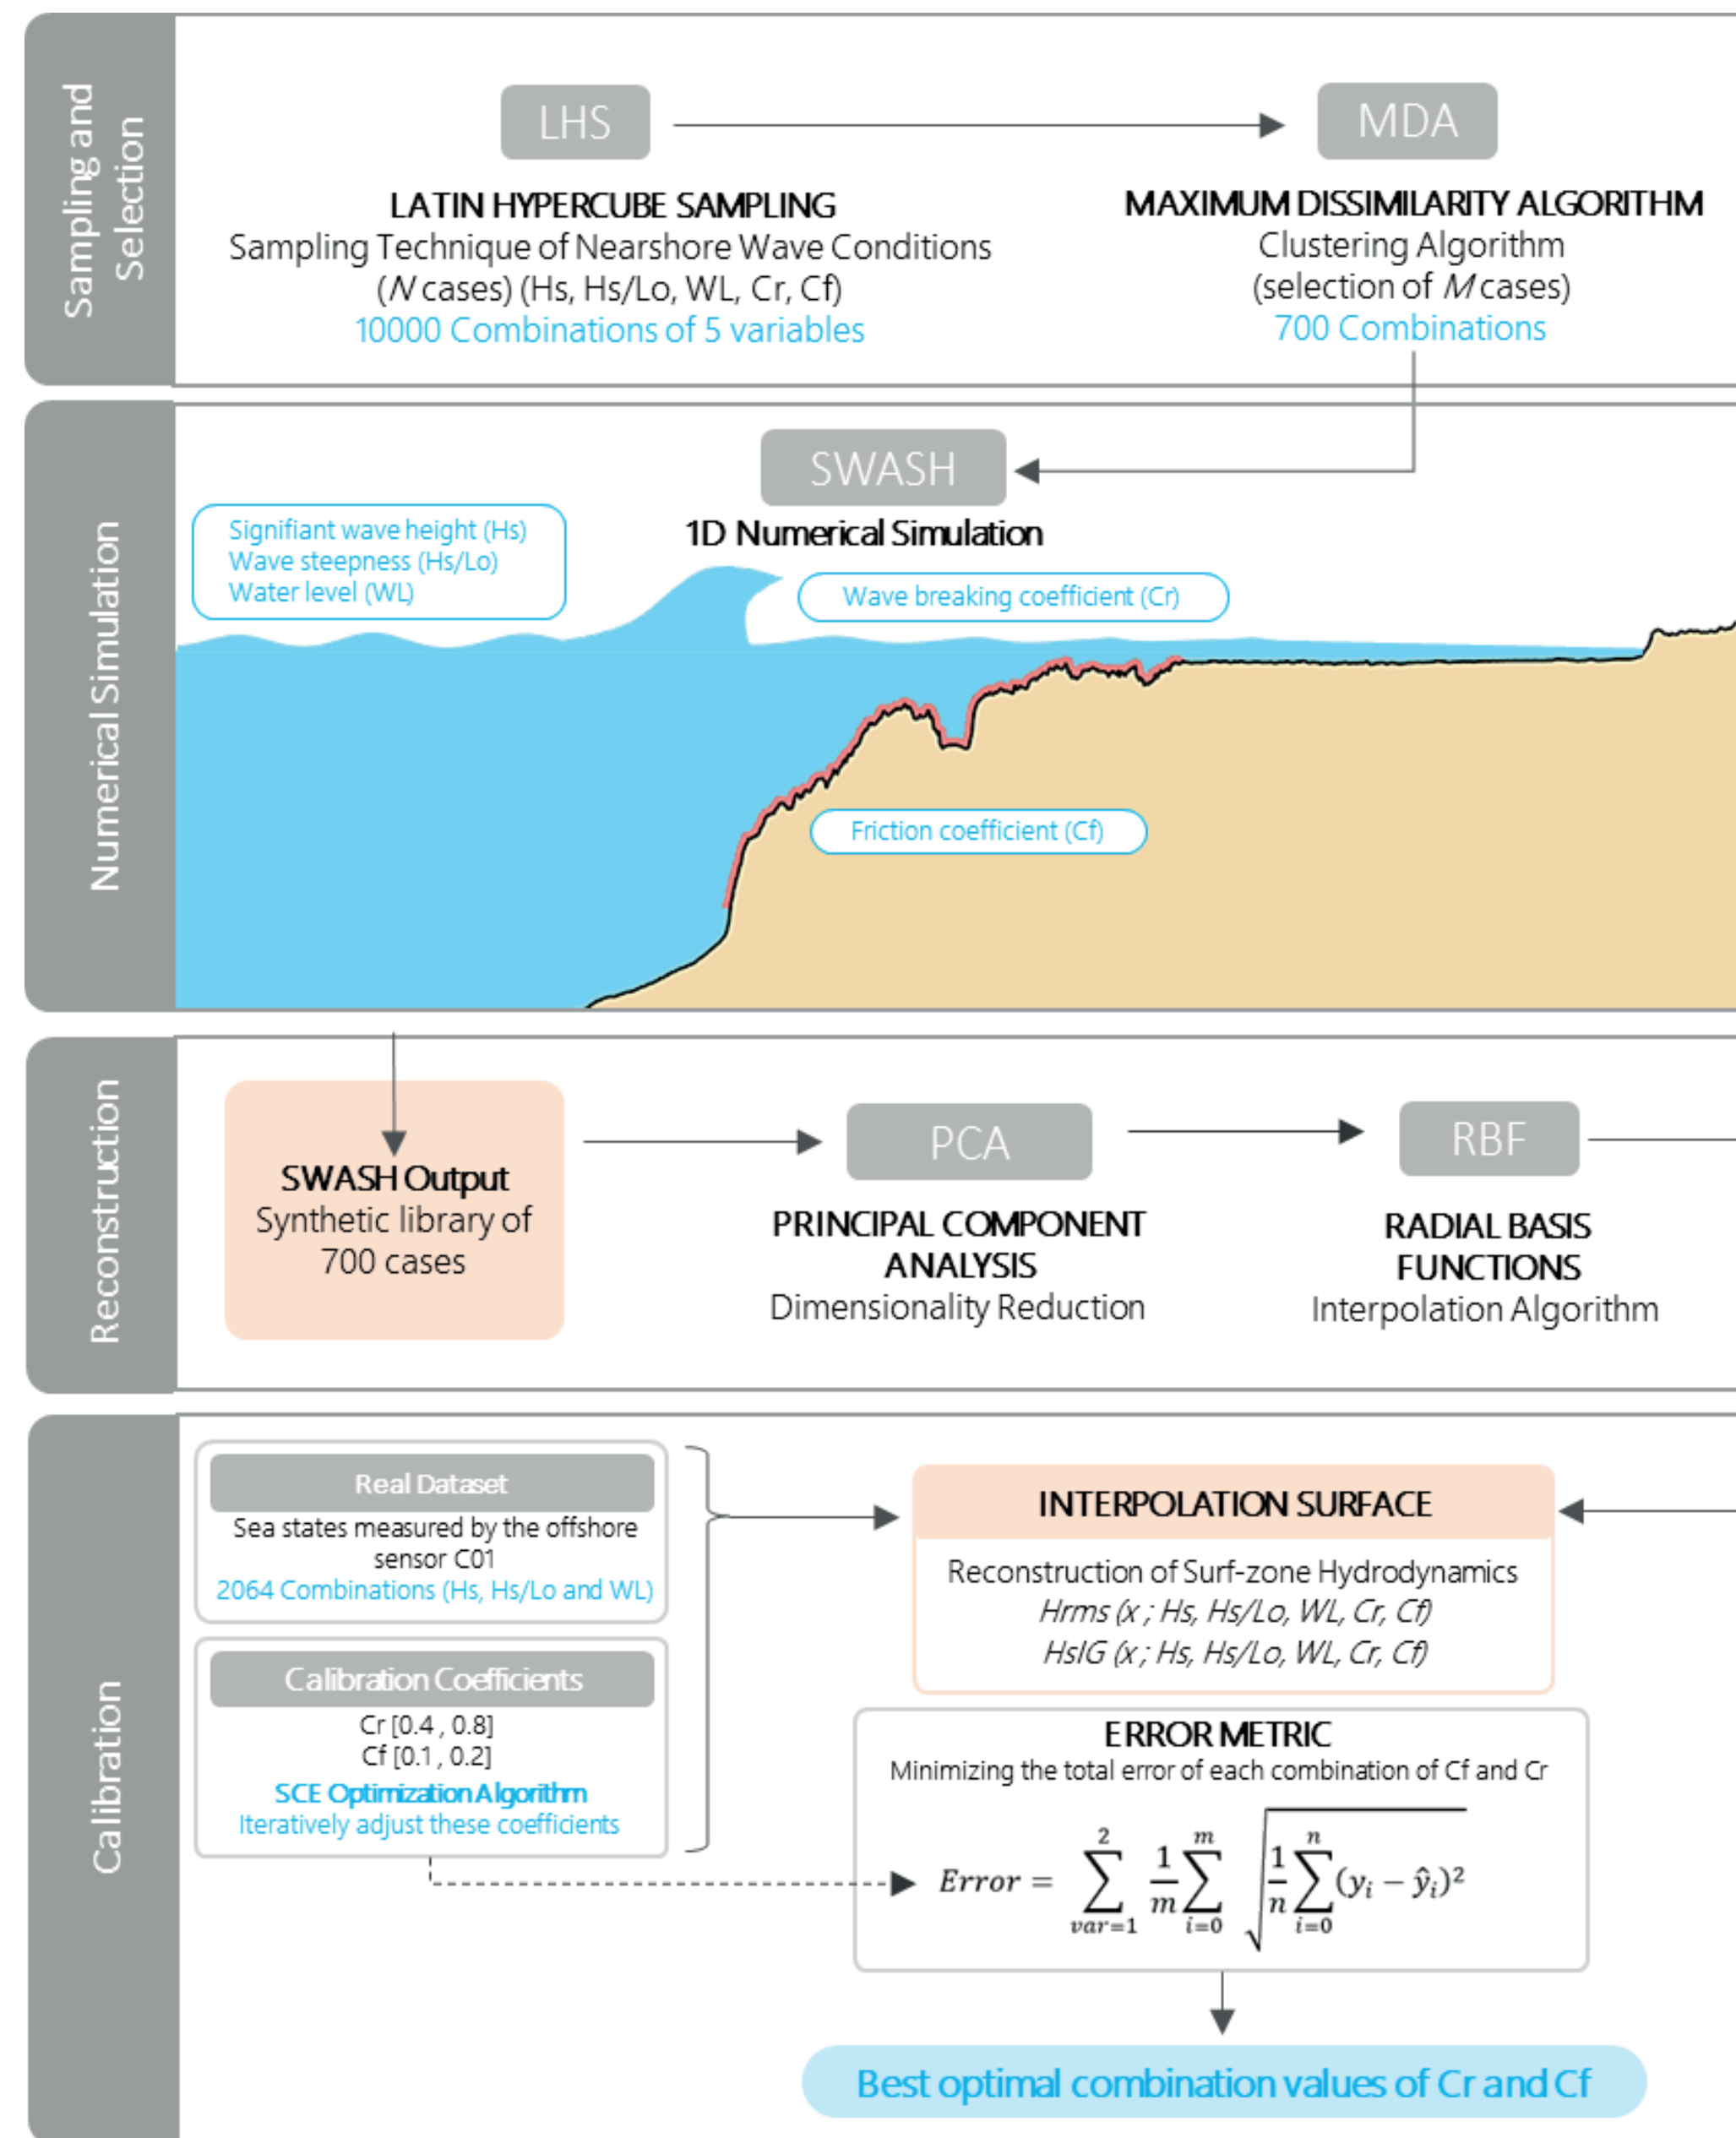 Sampling and
Selection
LHS
MDA
LATIN HYPERCUBE SAMPLING
Sampling Technique of Nearshore Wave Conditions
(N cases) (Hs, Hs/Lo, WL, Cr, Cf)
10000 Combinations of 5 variables
MAXIMUM DISSIMILARITY ALGORITHM
Clustering Algorithm
(selection of M cases)
700 Combinations
Numerical Simulation
SWASH
1D Numerical Simulation
Signifiant wave height (Hs)
Wave steepness (Hs/Lo)
Water level (WL)
Wave breaking coefficient (Cr)
Friction coefficient (Cf)
Reconstruction
SWASH Output
Synthetic library of
700 cases
PCA
PRINCIPAL COMPONENT
ANALYSIS
Dimensionality Reduction
RBF
RADIAL BASIS
FUNCTIONS
Interpolation Algorithm
Calibration
Real Dataset
Sea states measured by the offshore
sensor C01
2064 Combinations (Hs, Hs/Lo and WL)
Calibration Coefficients
Cr [0.4 , 0.8]
Cf [0.1 , 0.2]
SCE Optimization Algorithm
Iteratively adjust these coefficients
INTERPOLATION SURFACE
Reconstruction of Surf-zone Hydrodynamics
Hrms (x ; Hs, Hs/Lo, WL, Cr, Cf)
HsIG (x ; Hs, Hs/Lo, WL, Cr, Cf)
ERROR METRIC
Minimizing the total error of each combination of Cf and Cr
Error = ∑_{var=1}^{2} 1/m ∑_{i=0}^{m} √(1/n ∑_{i=0}^{n} (y_i − ŷ_i)²)
Best optimal combination values of Cr and Cf